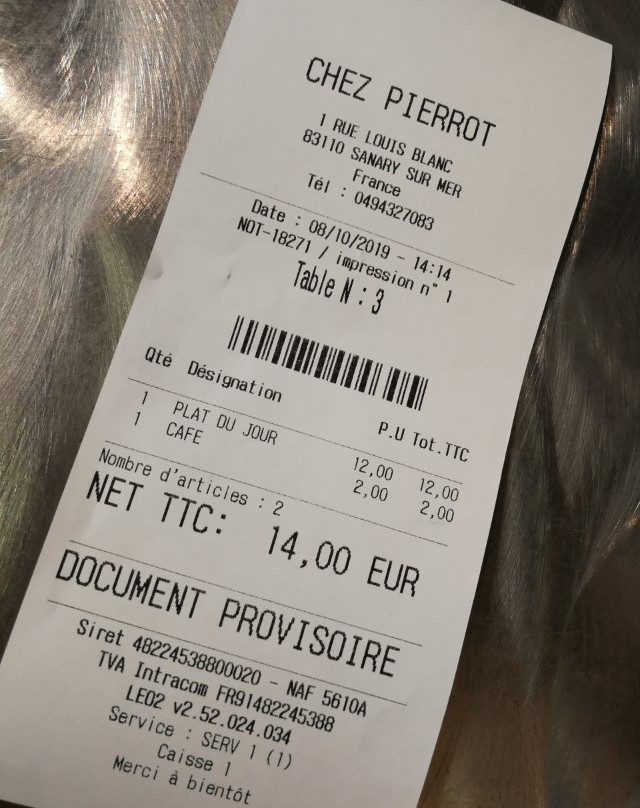 CHEZ PIERROT
1 RUE LOUIS BLANC
83110 SANARY SUR MER
France
Tél : 0494327083
Date : 08/10/2019 - 14:14
NOT-18271 / impression n° 1
Table N : 3
Qté Désignation P.U Tot.TTC
1 PLAT DU JOUR 12,00 12,00
1 CAFE 2,00 2,00
Nombre d'articles : 2
NET TTC: 14,00 EUR
DOCUMENT PROVISOIRE
Siret 48224538800020 - NAF 5610A
TVA Intracom FR91482245388
LEO2 v2.52.024.034
Service : SERV 1 (1)
Caisse 1
Merci à bientôt